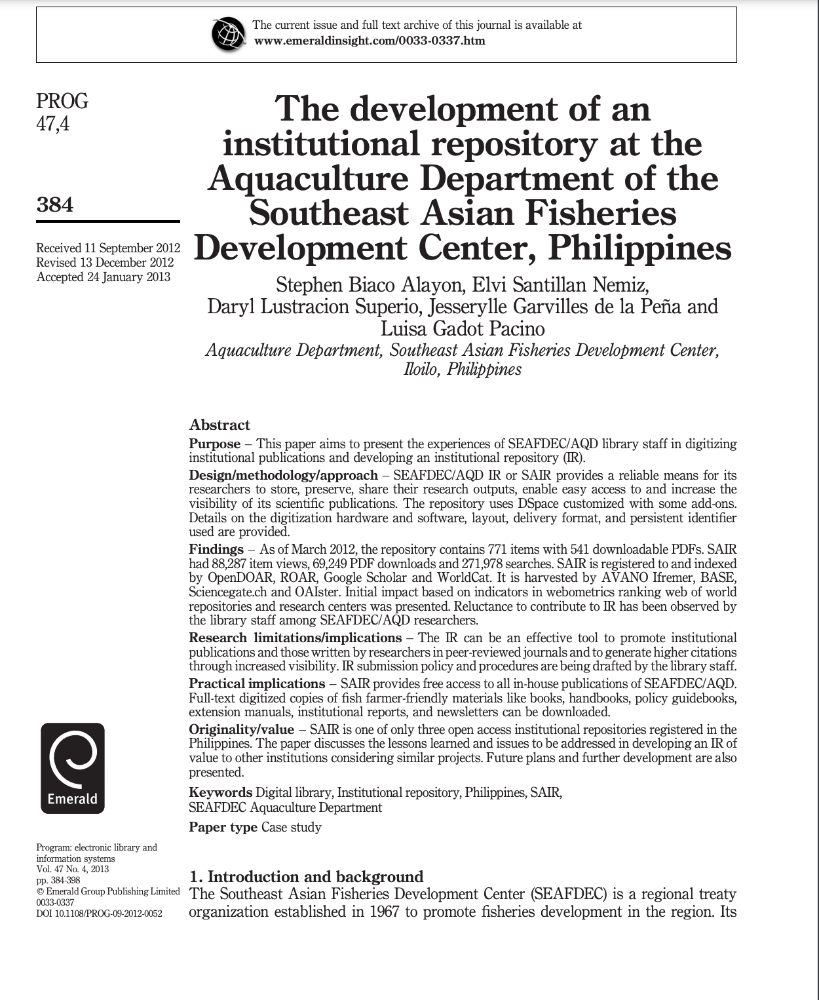 The current issue and full text archive of this journal is available at
www.emeraldinsight.com/0033-0337.htm
PROG
47,4
384
Received 11 September 2012
Revised 13 December 2012
Accepted 24 January 2013
The development of an
institutional repository at the
Aquaculture Department of the
Southeast Asian Fisheries
Development Center, Philippines
Stephen Biaco Alayon, Elvi Santillan Nemiz,
Daryl Lustracion Superio, Jesserylle Garvilles de la Peña and
Luisa Gadot Pacino
Aquaculture Department, Southeast Asian Fisheries Development Center,
Iloilo, Philippines
Abstract
Purpose – This paper aims to present the experiences of SEAFDEC/AQD library staff in digitizing
institutional publications and developing an institutional repository (IR).
Design/methodology/approach – SEAFDEC/AQD IR or SAIR provides a reliable means for its
researchers to store, preserve, share their research outputs, enable easy access to and increase the
visibility of its scientific publications. The repository uses DSpace customized with some add-ons.
Details on the digitization hardware and software, layout, delivery format, and persistent identifier
used are provided.
Findings – As of March 2012, the repository contains 771 items with 541 downloadable PDFs. SAIR
had 88,287 item views, 69,249 PDF downloads and 271,978 searches. SAIR is registered to and indexed
by OpenDOAR, ROAR, Google Scholar and WorldCat. It is harvested by AVANO Ifremer, BASE,
Sciencegate.ch and OAIster. Initial impact based on indicators in webometrics ranking web of world
repositories and research centers was presented. Reluctance to contribute to IR has been observed by
the library staff among SEAFDEC/AQD researchers.
Research limitations/implications – The IR can be an effective tool to promote institutional
publications and those written by researchers in peer-reviewed journals and to generate higher citations
through increased visibility. IR submission policy and procedures are being drafted by the library staff.
Practical implications – SAIR provides free access to all in-house publications of SEAFDEC/AQD.
Full-text digitized copies of fish farmer-friendly materials like books, handbooks, policy guidebooks,
extension manuals, institutional reports, and newsletters can be downloaded.
Originality/value – SAIR is one of only three open access institutional repositories registered in the
Philippines. The paper discusses the lessons learned and issues to be addressed in developing an IR of
value to other institutions considering similar projects. Future plans and further development are also
presented.
Keywords Digital library, Institutional repository, Philippines, SAIR,
SEAFDEC Aquaculture Department
Paper type Case study
Emerald
Program: electronic library and
information systems
Vol. 47 No. 4, 2013
pp. 384-398
© Emerald Group Publishing Limited
0033-0337
DOI 10.1108/PROG-09-2012-0052
1. Introduction and background
The Southeast Asian Fisheries Development Center (SEAFDEC) is a regional treaty
organization established in 1967 to promote fisheries development in the region. Its